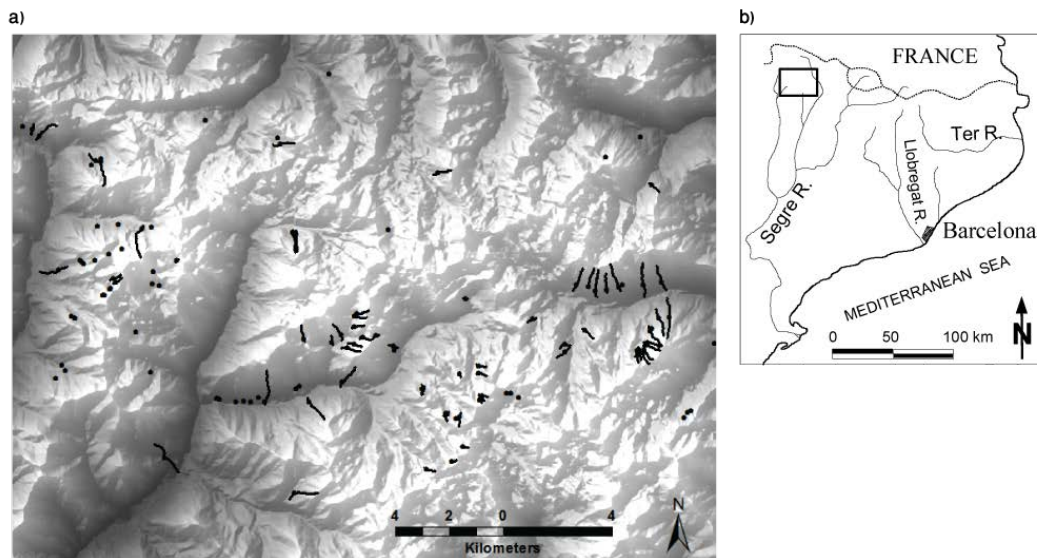 a)
b)
FRANCE
Ter R.
Llobregat R.
Segre R.
Barcelona
MEDITERRANEAN SEA
0 50 100 km
N
N
4 2 0 4
Kilometers